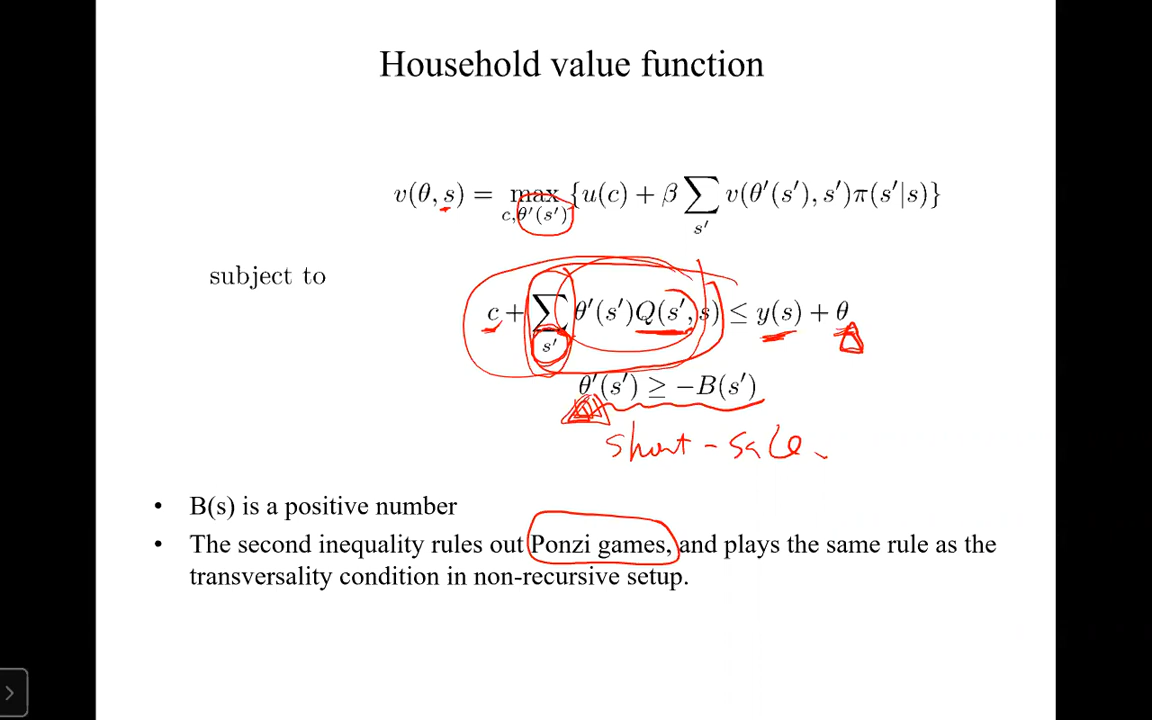 Household value function
v(θ, s) = max {u(c) + β ∑ v(θ′(s′), s′)π(s′|s)}
c,θ′(s′)
s′
subject to
c + ∑ θ′(s′)Q(s′, s) ≤ y(s) + θ
s′
θ′(s′) ≥ −B(s′)
short - sale
• B(s) is a positive number
• The second inequality rules out Ponzi games, and plays the same rule as the
transversality condition in non-recursive setup.